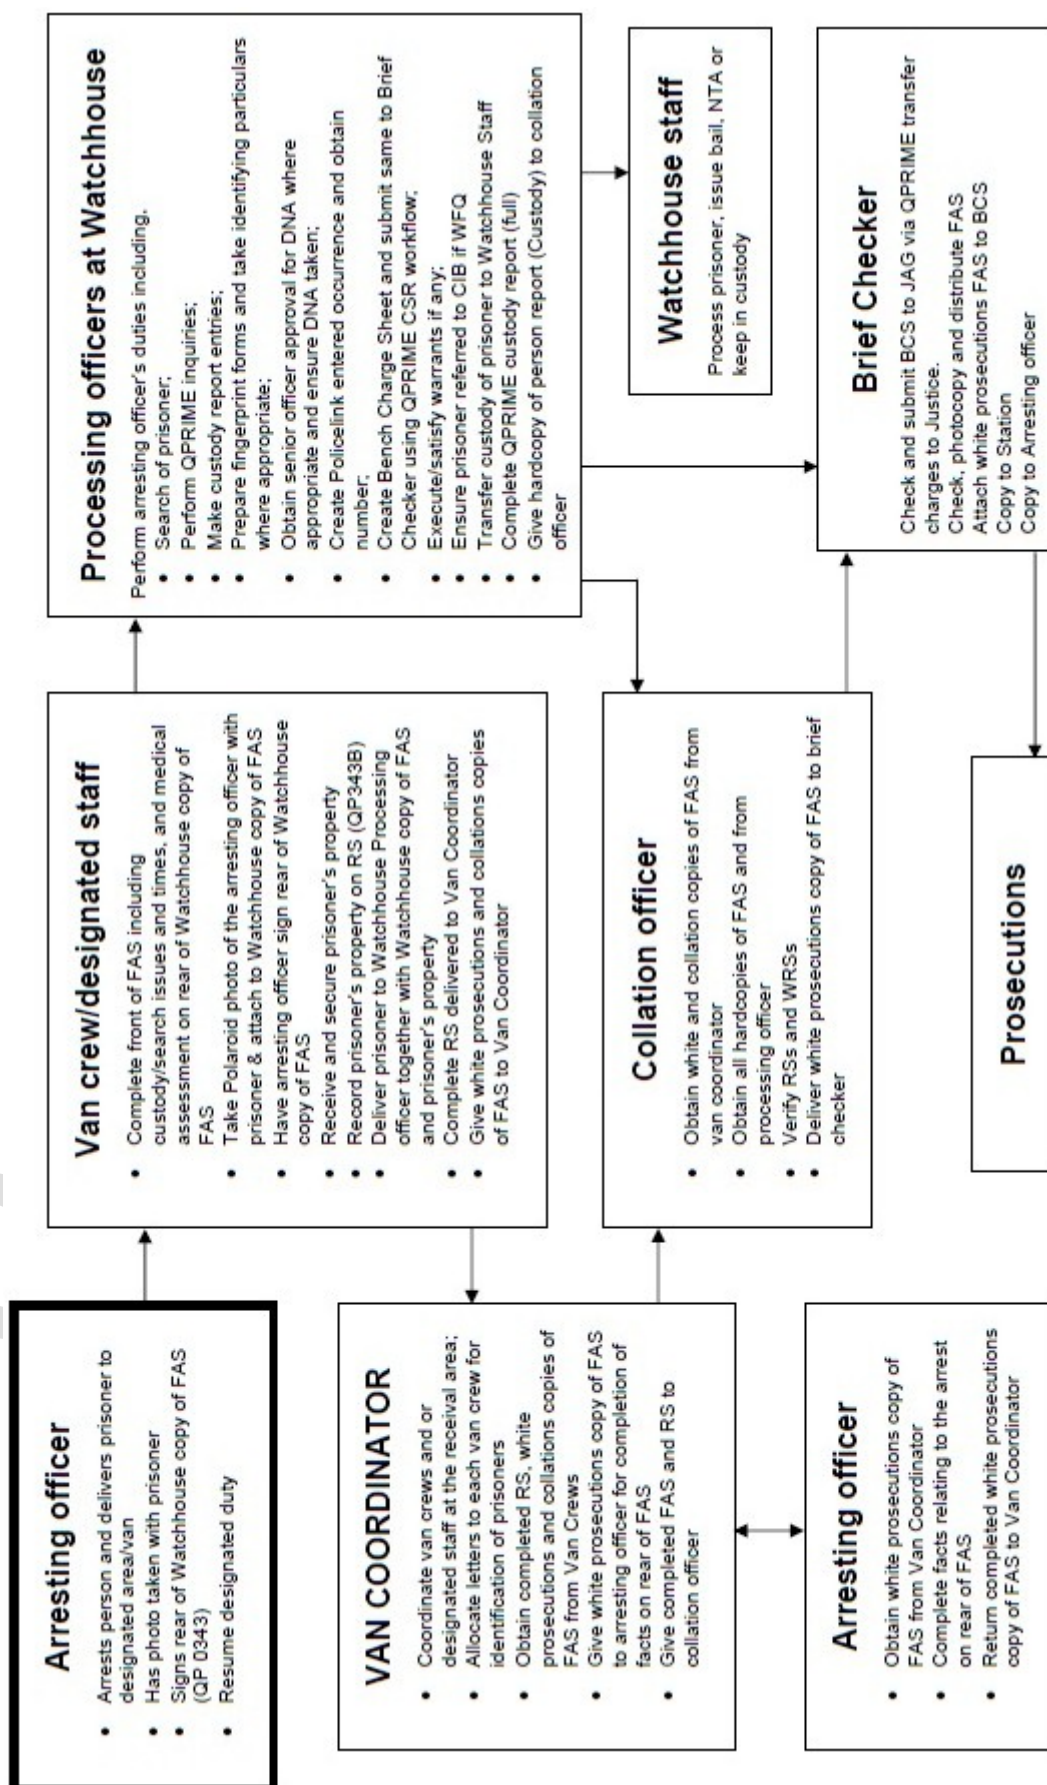 Arresting officer
• Arrests person and delivers prisoner to
designated area/van
• Has photo taken with prisoner
• Signs rear of Watchhouse copy of FAS
(QP 0343)
• Resume designated duty
Van crew/designated staff
• Complete front of FAS including
custody/search issues and times, and medical
assessment on rear of Watchhouse copy of
FAS
• Take Polaroid photo of the arresting officer with
prisoner & attach to Watchhouse copy of FAS
• Have arresting officer sign rear of Watchhouse
copy of FAS
• Receive and secure prisoner's property
• Record prisoner's property on RS (QP343B)
• Deliver prisoner to Watchhouse Processing
officer together with Watchhouse copy of FAS
and prisoner's property
• Complete RS delivered to Van Coordinator
• Give white prosecutions and collations copies
of FAS to Van Coordinator
Processing officers at Watchhouse
Perform arresting officer's duties including,
• Search of prisoner;
• Perform QPRIME inquiries;
• Make custody report entries;
• Prepare fingerprint forms and take identifying particulars
where appropriate;
• Obtain senior officer approval for DNA where
appropriate and ensure DNA taken;
• Create Policelink entered occurrence and obtain
number;
• Create Bench Charge Sheet and submit same to Brief
Checker using QPRIME CSR workflow;
• Execute/satisfy warrants if any;
• Ensure prisoner referred to CIB if WFQ
• Transfer custody of prisoner to Watchhouse Staff
• Complete QPRIME custody report (full)
• Give hardcopy of person report (Custody) to collation
officer
VAN COORDINATOR
• Coordinate van crews and or
designated staff at the receival area;
• Allocate letters to each van crew for
identification of prisoners
• Obtain completed RS, white
prosecutions and collations copies of
FAS from Van Crews
• Give white prosecutions copy of FAS
to arresting officer for completion of
facts on rear of FAS
• Give completed FAS and RS to
collation officer
Collation officer
• Obtain white and collation copies of FAS from
van coordinator
• Obtain all hardcopies of FAS and from
processing officer
• Verify RSs and WRSs
• Deliver white prosecutions copy of FAS to brief
checker
Watchhouse staff
Process prisoner, issue bail, NTA or
keep in custody
Arresting officer
• Obtain white prosecutions copy of
FAS from Van Coordinator
• Complete facts relating to the arrest
on rear of FAS
• Return completed white prosecutions
copy of FAS to Van Coordinator
Prosecutions
Brief Checker
Check and submit BCS to JAG via QPRIME transfer
charges to Justice.
Check, photocopy and distribute FAS
Attach white prosecutions FAS to BCS
Copy to Station
Copy to Arresting officer